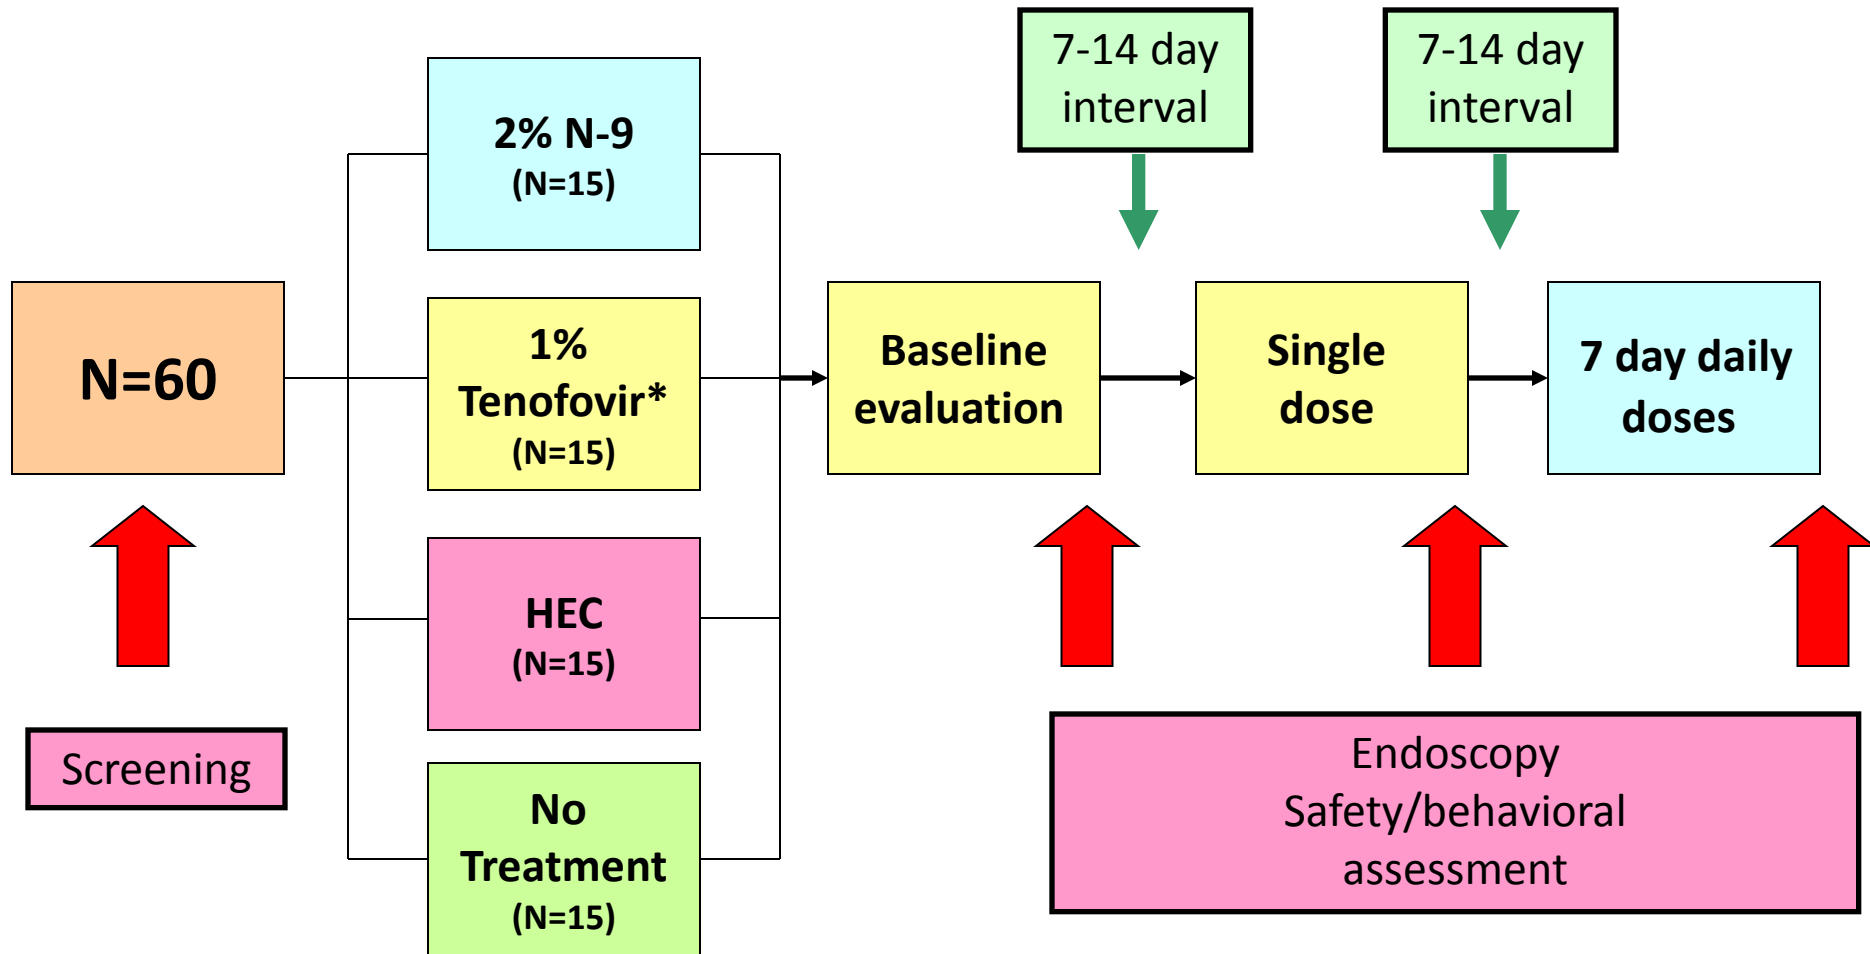 N=60
Screening
2% N-9
(N=15)
1%
Tenofovir*
(N=15)
HEC
(N=15)
No
Treatment
(N=15)
7-14 day
interval
7-14 day
interval
Baseline
evaluation
Single
dose
7 day daily
doses
Endoscopy
Safety/behavioral
assessment